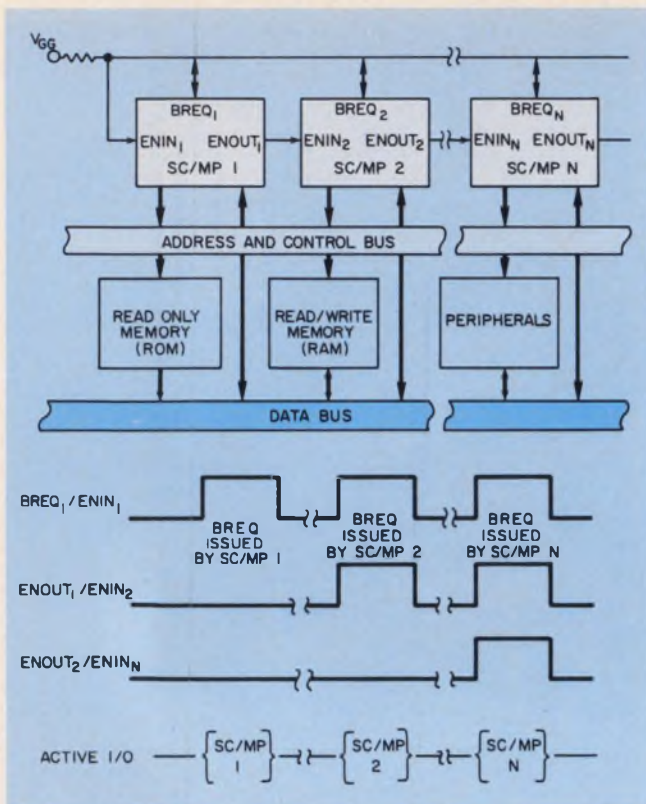 VGG
BREQ1 BREQ2 BREQN
ENIN1 ENOUT1 ENIN2 ENOUT2 ENINN ENOUTN
SC/MP 1 SC/MP 2 SC/MP N
ADDRESS AND CONTROL BUS
READ ONLY
MEMORY
(ROM)
READ/WRITE
MEMORY
(RAM)
PERIPHERALS
DATA BUS
BREQ1/ENIN1
BREQ
ISSUED
BY SC/MP 1
BREQ
ISSUED
BY SC/MP 2
BREQ
ISSUED
BY SC/MP N
ENOUT1/ENIN2
ENOUT2/ENINN
ACTIVE I/O
SC/MP
1
SC/MP
2
SC/MP
N